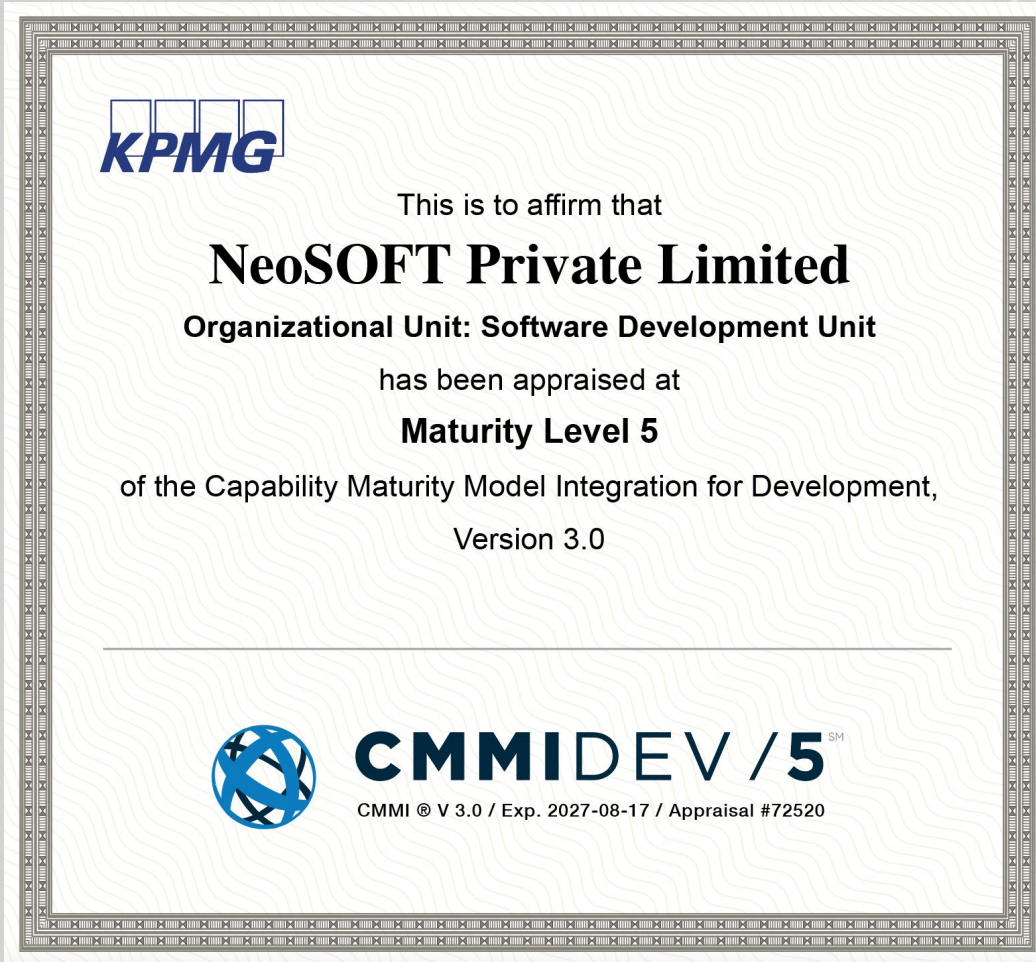 KPMG
This is to affirm that
NeoSOFT Private Limited
Organizational Unit: Software Development Unit
has been appraised at
Maturity Level 5
of the Capability Maturity Model Integration for Development,
Version 3.0
CMMIDEV/5 SM
CMMI ® V 3.0 / Exp. 2027-08-17 / Appraisal #72520